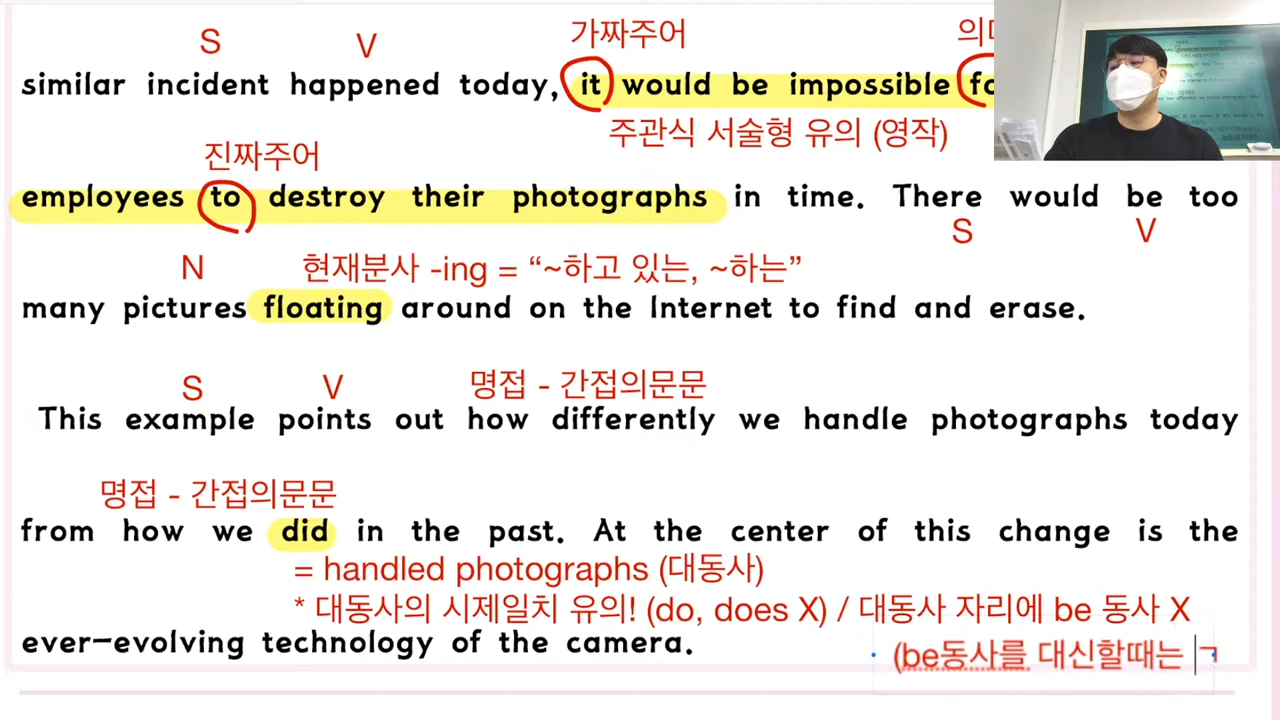 S V 가짜주어
similar incident happened today, it would be impossible
주관식 서술형 유의 (영작)
진짜주어
employees to destroy their photographs in time. There would be too
S V
N 현재분사 -ing = “~하고 있는, ~하는”
many pictures floating around on the Internet to find and erase.
S V 명접 - 간접의문문
This example points out how differently we handle photographs today
명접 - 간접의문문
from how we did in the past. At the center of this change is the
= handled photographs (대동사)
* 대동사의 시제일치 유의! (do, does X) / 대동사 자리에 be 동사 X
ever-evolving technology of the camera.
(be동사를 대신할때는 ㄱ